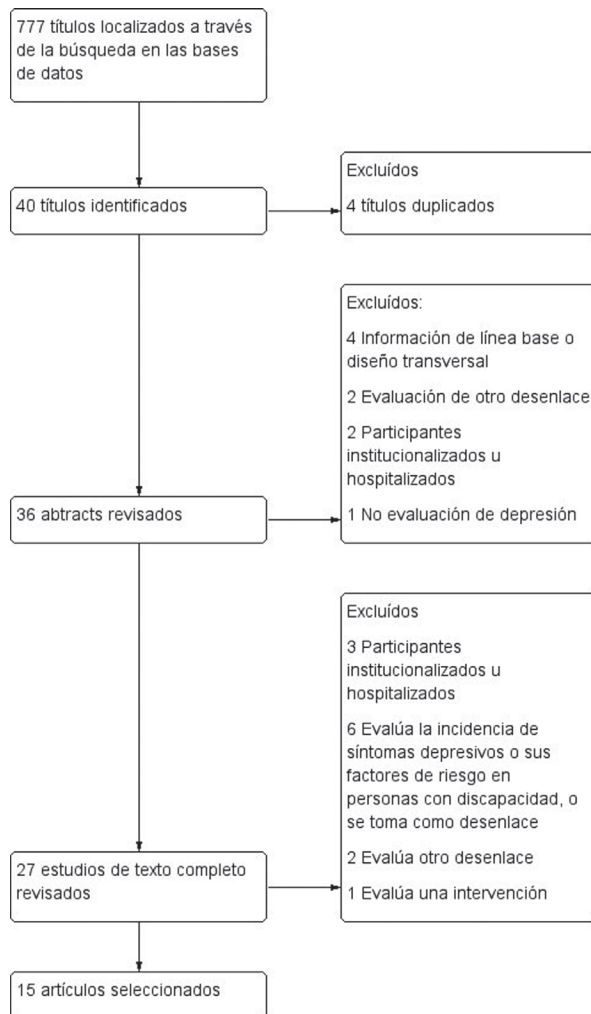 777 títulos localizados a través
de la búsqueda en las bases
de datos
40 títulos identificados
Excluídos
4 títulos duplicados
Excluídos:
4 Información de línea base o
diseño transversal
2 Evaluación de otro desenlace
2 Participantes
institucionalizados u
hospitalizados
1 No evaluación de depresión
36 abtracts revisados
Excluídos
3 Participantes
institucionalizados u
hospitalizados
6 Evalúa la incidencia de
síntomas depresivos o sus
factores de riesgo en
personas con discapacidad, o
se toma como desenlace
2 Evalúa otro desenlace
1 Evalúa una intervención
27 estudios de texto completo
revisados
15 artículos seleccionados